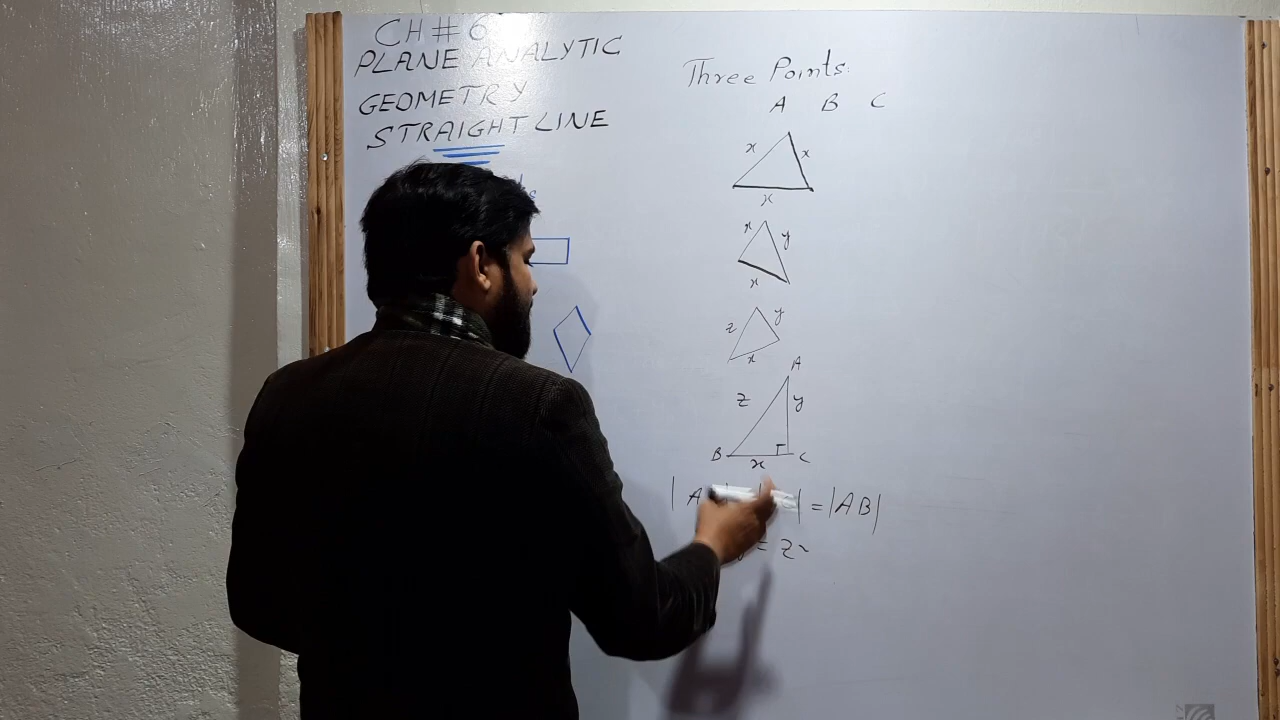 CH # 6
PLANE ANALYTIC
GEOMETRY
STRAIGHT LINE
Three Points:
A B C
x x
x
x y
x
z y
x
A
z y
B C
x
= |AB|
= z